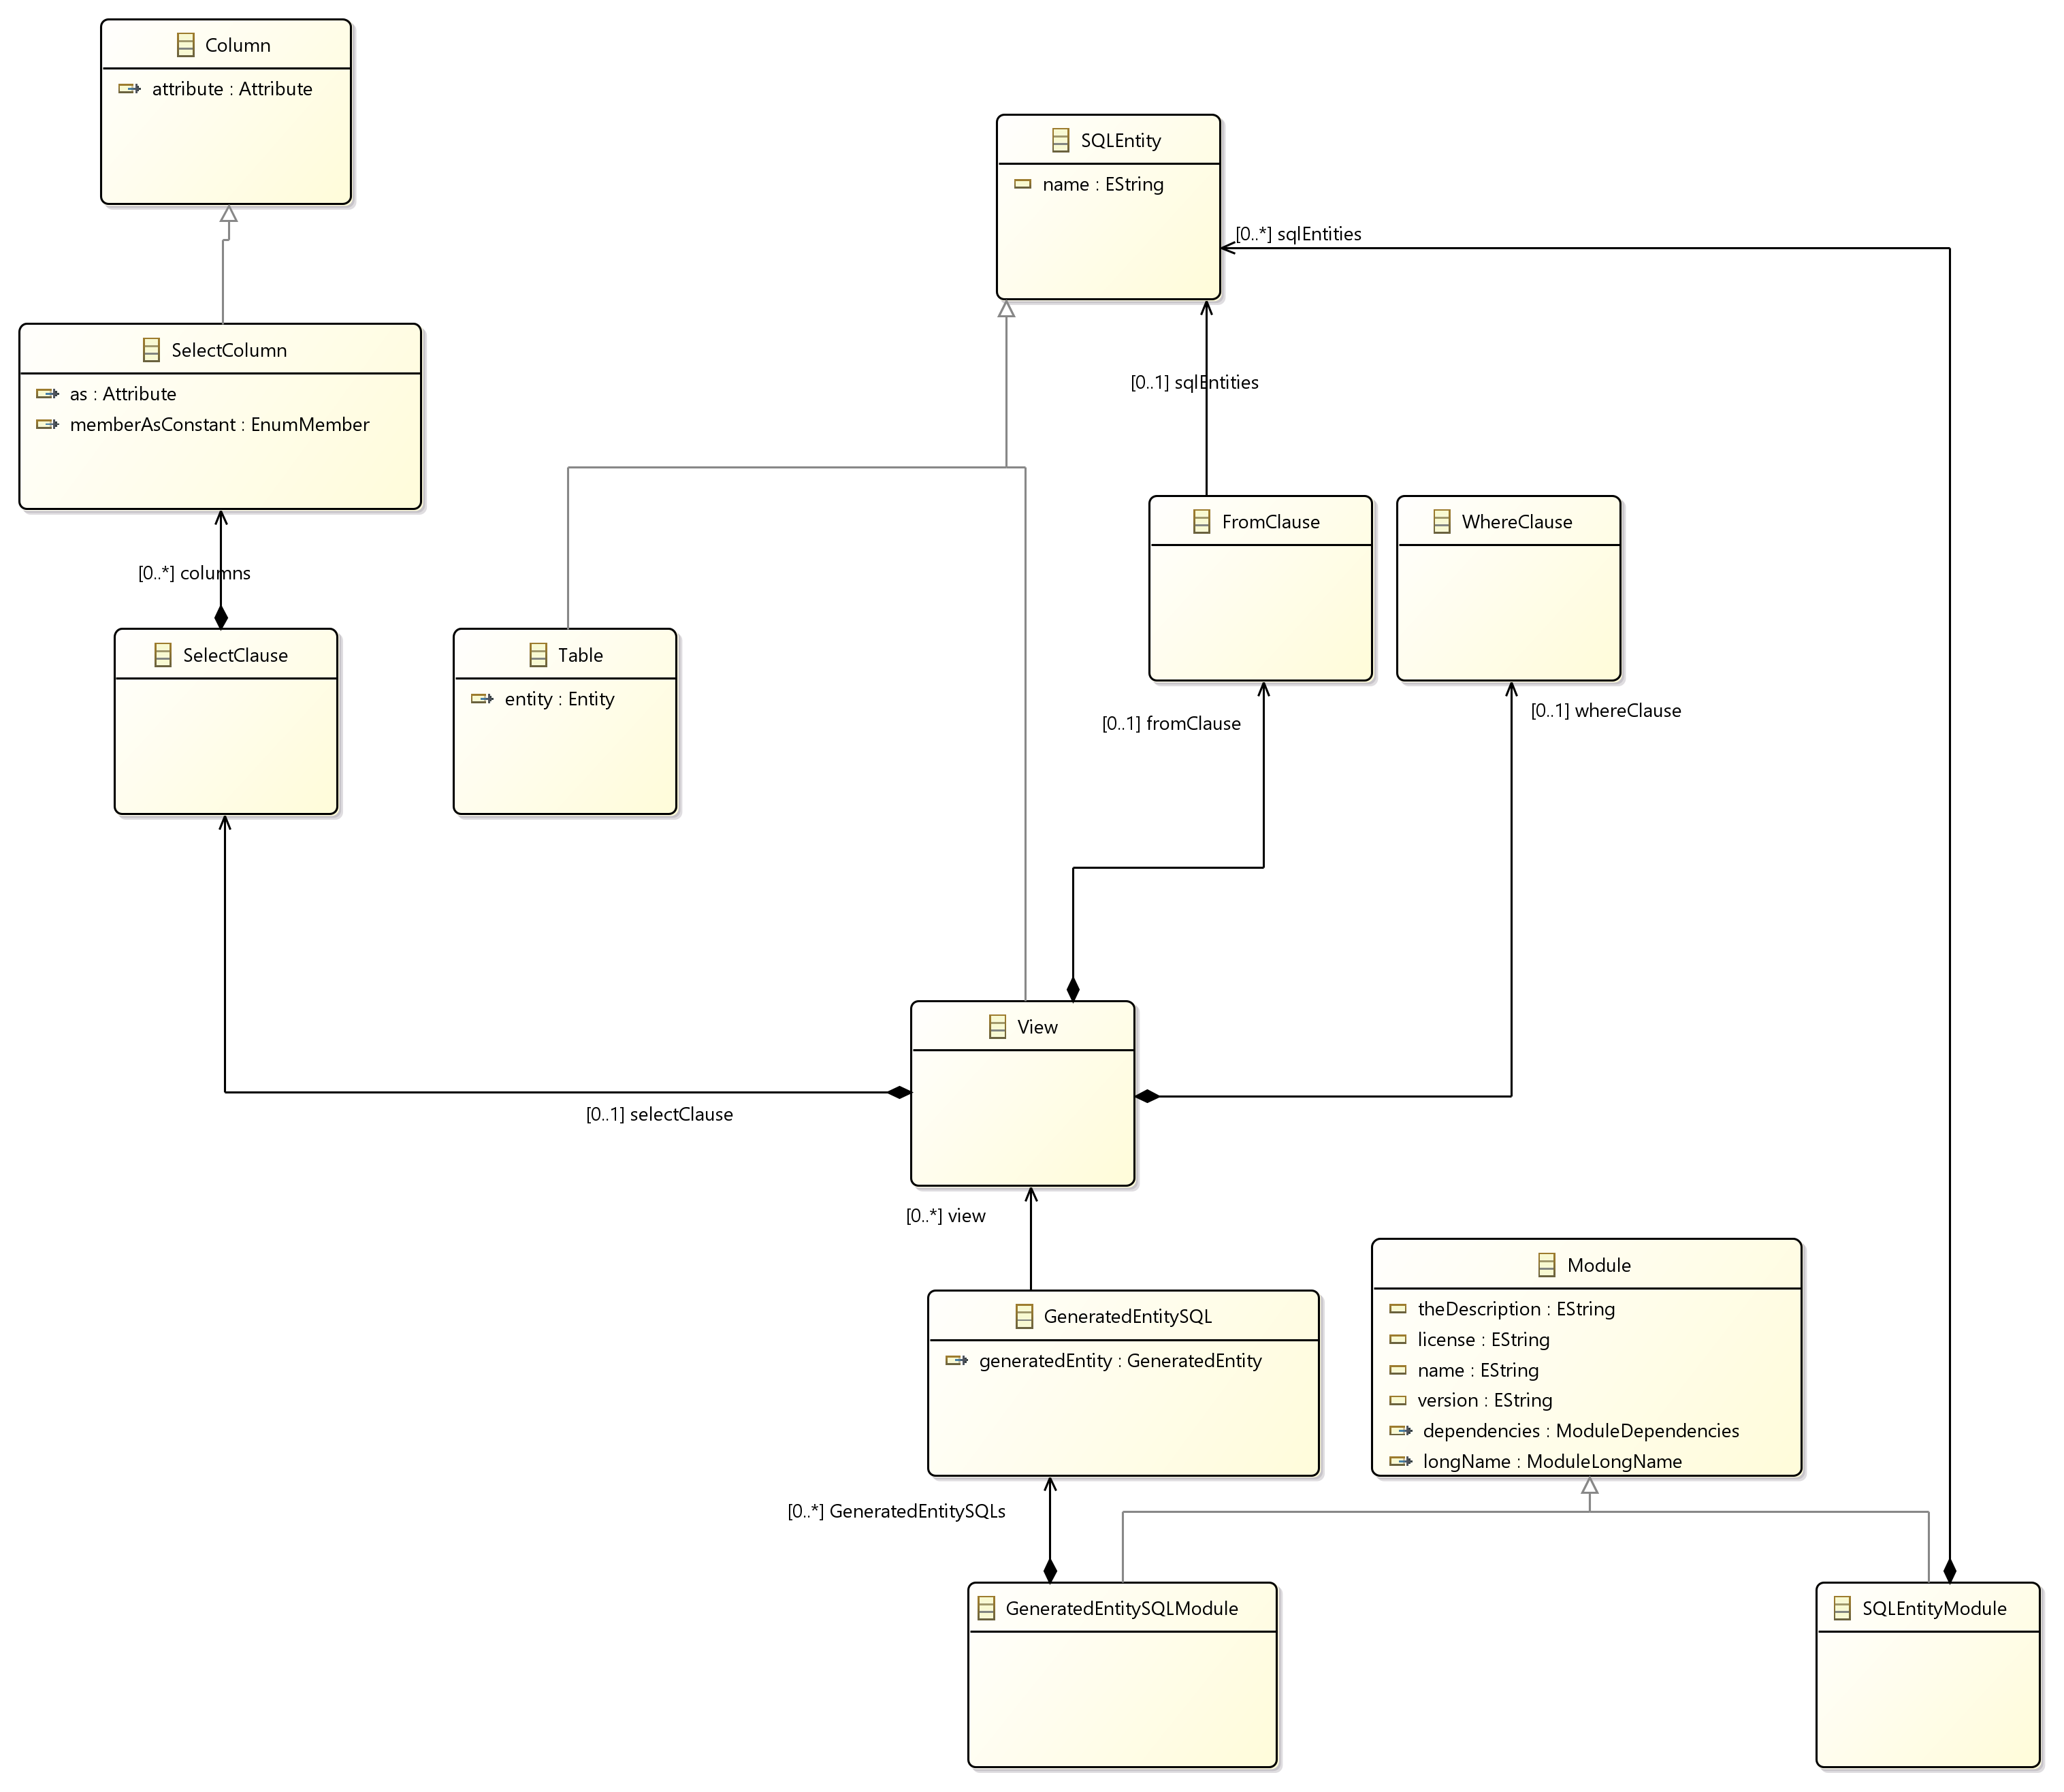 Column
attribute : Attribute
SQLEntity
name : EString
[0..*] sqlEntities
SelectColumn
as : Attribute
memberAsConstant : EnumMember
[0..1] sqlEntities
FromClause
WhereClause
[0..*] columns
SelectClause
Table
entity : Entity
[0..1] fromClause
[0..1] whereClause
View
[0..1] selectClause
[0..*] view
Module
theDescription : EString
license : EString
name : EString
version : EString
dependencies : ModuleDependencies
longName : ModuleLongName
GeneratedEntitySQL
generatedEntity : GeneratedEntity
[0..*] GeneratedEntitySQLs
GeneratedEntitySQLModule
SQLEntityModule